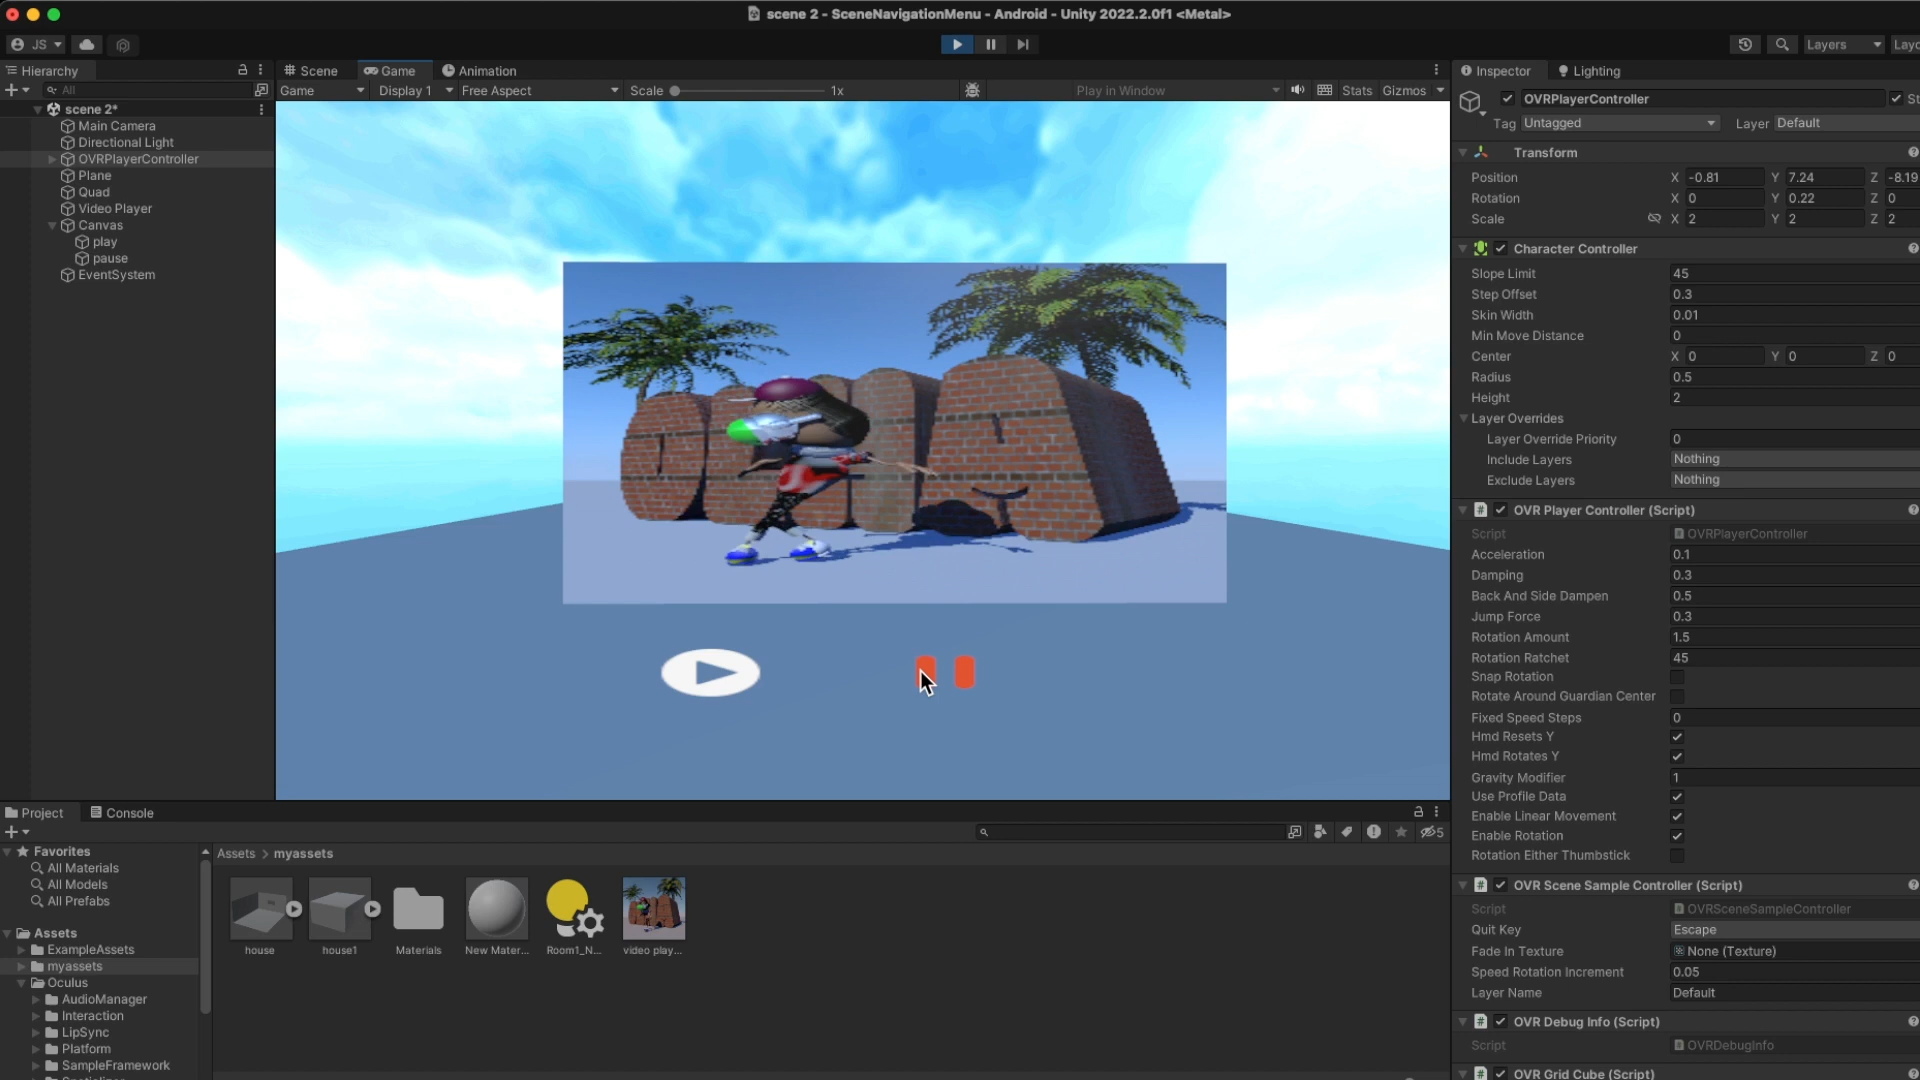 scene 2 - SceneNavigationMenu - Android - Unity 2022.2.0f1 <Metal>
JS
Layers
Layo
Hierarchy
Scene
Game
Animation
Inspector
Lighting
All
Game
Display 1
Free Aspect
Scale
1x
Play in Window
Stats
Gizmos
OVRPlayerController
St
Tag
Untagged
Layer
Default
scene 2*
Main Camera
Directional Light
OVRPlayerController
Plane
Quad
Video Player
Canvas
play
pause
EventSystem
Transform
Position X -0.81 Y 7.24 Z -8.19
Rotation X 0 Y 0.22 Z 0
Scale X 2 Y 2 Z 2
Character Controller
Slope Limit 45
Step Offset 0.3
Skin Width 0.01
Min Move Distance 0
Center X 0 Y 0 Z 0
Radius 0.5
Height 2
Layer Overrides
Layer Override Priority 0
Include Layers Nothing
Exclude Layers Nothing
# OVR Player Controller (Script)
Script OVRPlayerController
Acceleration 0.1
Damping 0.3
Back And Side Dampen 0.5
Jump Force 0.3
Rotation Amount 1.5
Rotation Ratchet 45
Snap Rotation
Rotate Around Guardian Center
Fixed Speed Steps 0
Hmd Resets Y
Hmd Rotates Y
Gravity Modifier 1
Use Profile Data
Enable Linear Movement
Enable Rotation
Rotation Either Thumbstick
# OVR Scene Sample Controller (Script)
Script OVRSceneSampleController
Quit Key Escape
Fade In Texture None (Texture)
Speed Rotation Increment 0.05
Layer Name Default
# OVR Debug Info (Script)
Script OVRDebugInfo
# OVR Grid Cube (Script)
Project
Console
5
Favorites
All Materials
All Models
All Prefabs
Assets
ExampleAssets
myassets
Oculus
AudioManager
Interaction
LipSync
Platform
SampleFramework
Assets > myassets
house
house1
Materials
New Mater...
Room1_N...
video play...